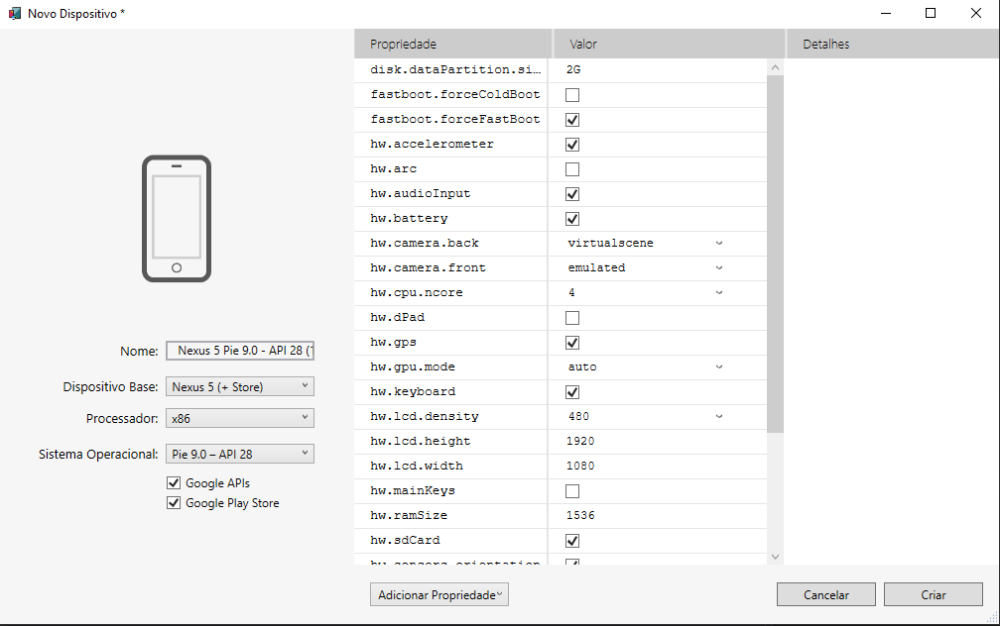 Novo Dispositivo *
Propriedade Valor Detalhes
disk.dataPartition.si... 2G
fastboot.forceColdBoot
fastboot.forceFastBoot
hw.accelerometer
hw.arc
hw.audioInput
hw.battery
hw.camera.back virtualscene
hw.camera.front emulated
hw.cpu.ncore 4
hw.dPad
hw.gps
hw.gpu.mode auto
hw.keyboard
hw.lcd.density 480
hw.lcd.height 1920
hw.lcd.width 1080
hw.mainKeys
hw.ramSize 1536
hw.sdCard
hw.sensors.orientation
Nome: Nexus 5 Pie 9.0 - API 28 (
Dispositivo Base: Nexus 5 (+ Store)
Processador: x86
Sistema Operacional: Pie 9.0 – API 28
Google APIs
Google Play Store
Adicionar Propriedade
Cancelar
Criar